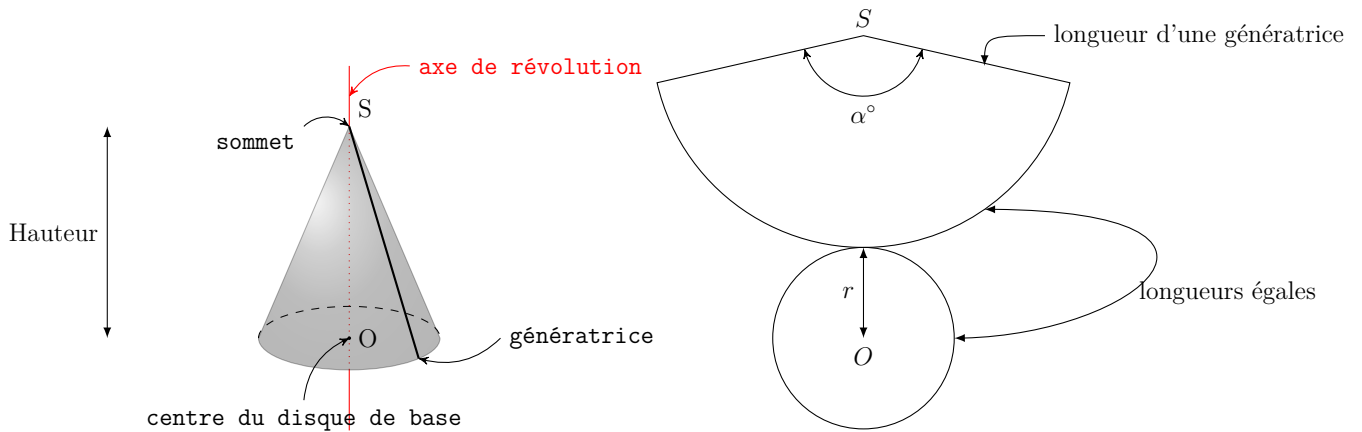 axe de révolution
S
sommet
Hauteur
O
génératrice
centre du disque de base
S
longueur d'une génératrice
α°
r
longueurs égales
O